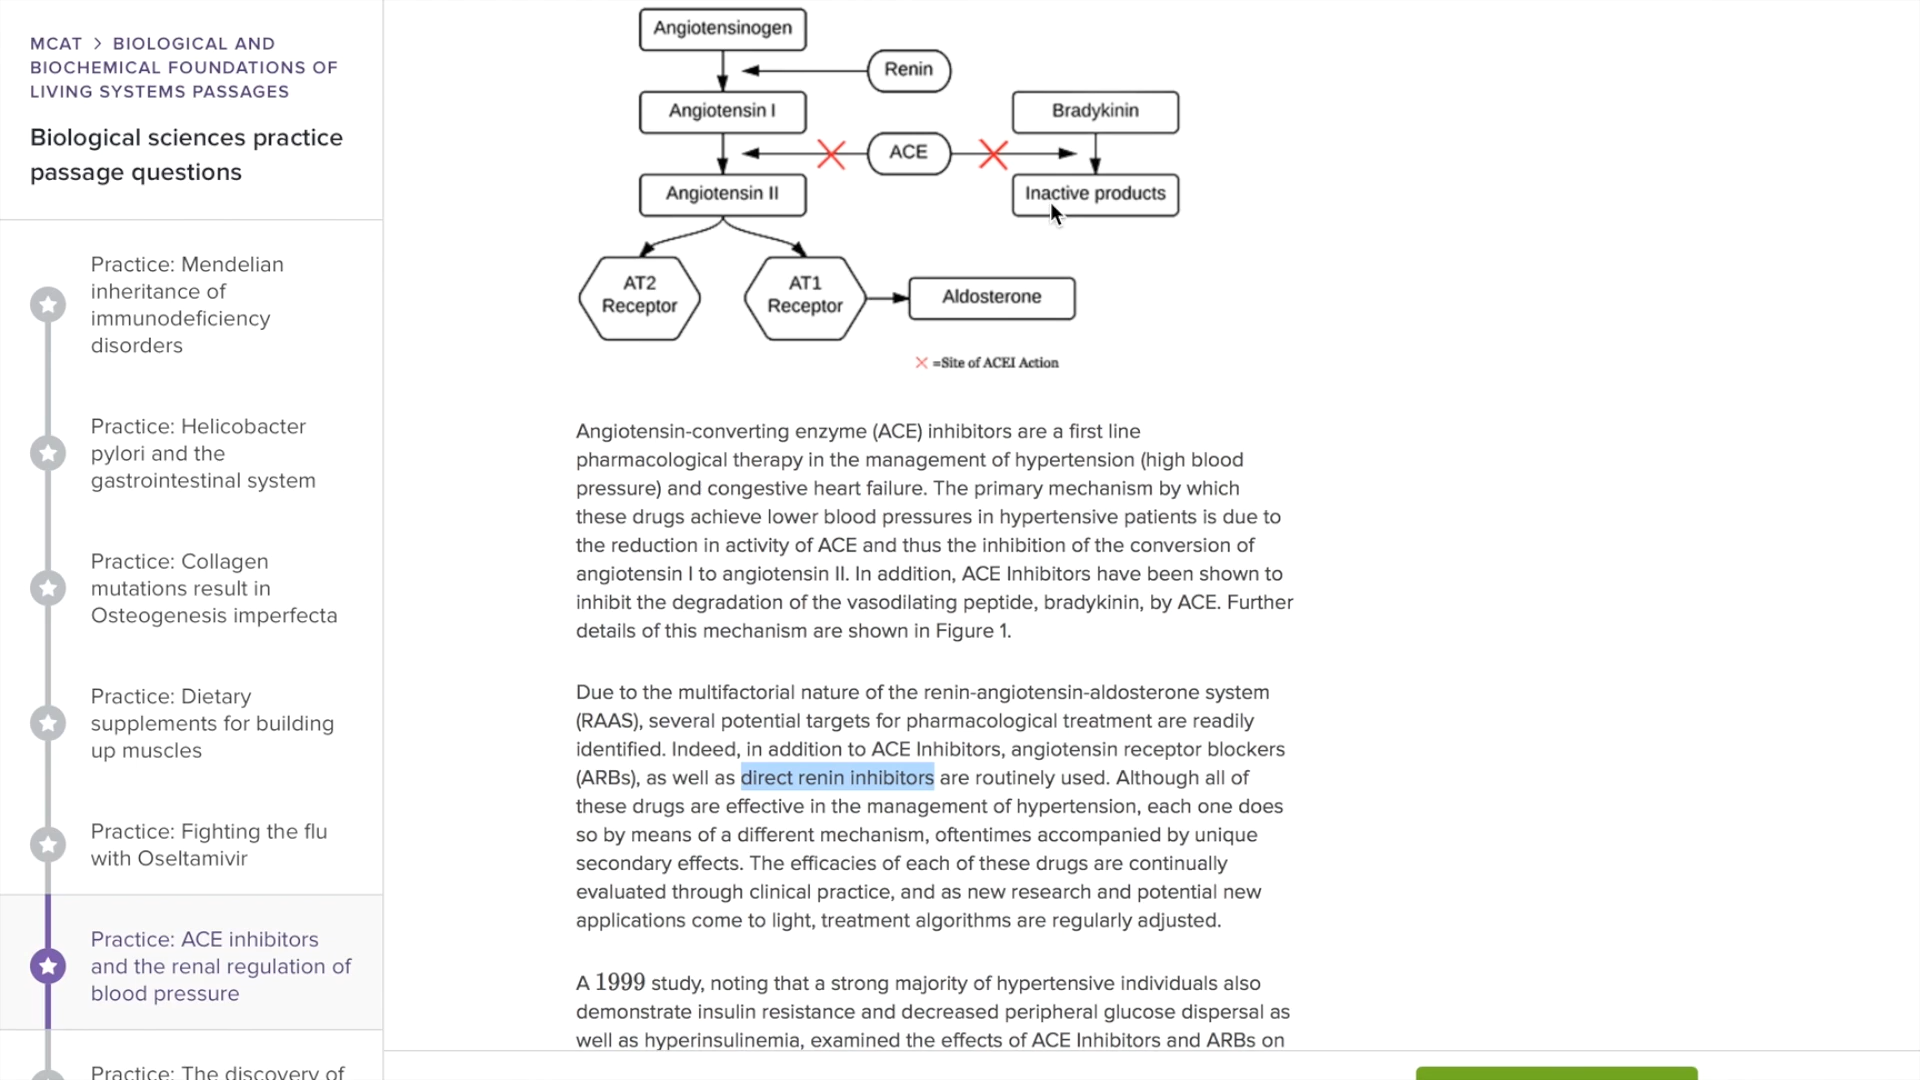 MCAT > BIOLOGICAL AND
BIOCHEMICAL FOUNDATIONS OF
LIVING SYSTEMS PASSAGES
Biological sciences practice
passage questions
Practice: Mendelian
inheritance of
immunodeficiency
disorders
Practice: Helicobacter
pylori and the
gastrointestinal system
Practice: Collagen
mutations result in
Osteogenesis imperfecta
Practice: Dietary
supplements for building
up muscles
Practice: Fighting the flu
with Oseltamivir
Practice: ACE inhibitors
and the renal regulation of
blood pressure
Practice: The discovery of
Angiotensinogen
Renin
Angiotensin I
Bradykinin
ACE
Angiotensin II
Inactive products
AT2
Receptor
AT1
Receptor
Aldosterone
=Site of ACEI Action
Angiotensin-converting enzyme (ACE) inhibitors are a first line
pharmacological therapy in the management of hypertension (high blood
pressure) and congestive heart failure. The primary mechanism by which
these drugs achieve lower blood pressures in hypertensive patients is due to
the reduction in activity of ACE and thus the inhibition of the conversion of
angiotensin I to angiotensin II. In addition, ACE Inhibitors have been shown to
inhibit the degradation of the vasodilating peptide, bradykinin, by ACE. Further
details of this mechanism are shown in Figure 1.
Due to the multifactorial nature of the renin-angiotensin-aldosterone system
(RAAS), several potential targets for pharmacological treatment are readily
identified. Indeed, in addition to ACE Inhibitors, angiotensin receptor blockers
(ARBs), as well as direct renin inhibitors are routinely used. Although all of
these drugs are effective in the management of hypertension, each one does
so by means of a different mechanism, oftentimes accompanied by unique
secondary effects. The efficacies of each of these drugs are continually
evaluated through clinical practice, and as new research and potential new
applications come to light, treatment algorithms are regularly adjusted.
A 1999 study, noting that a strong majority of hypertensive individuals also
demonstrate insulin resistance and decreased peripheral glucose dispersal as
well as hyperinsulinemia, examined the effects of ACE Inhibitors and ARBs on